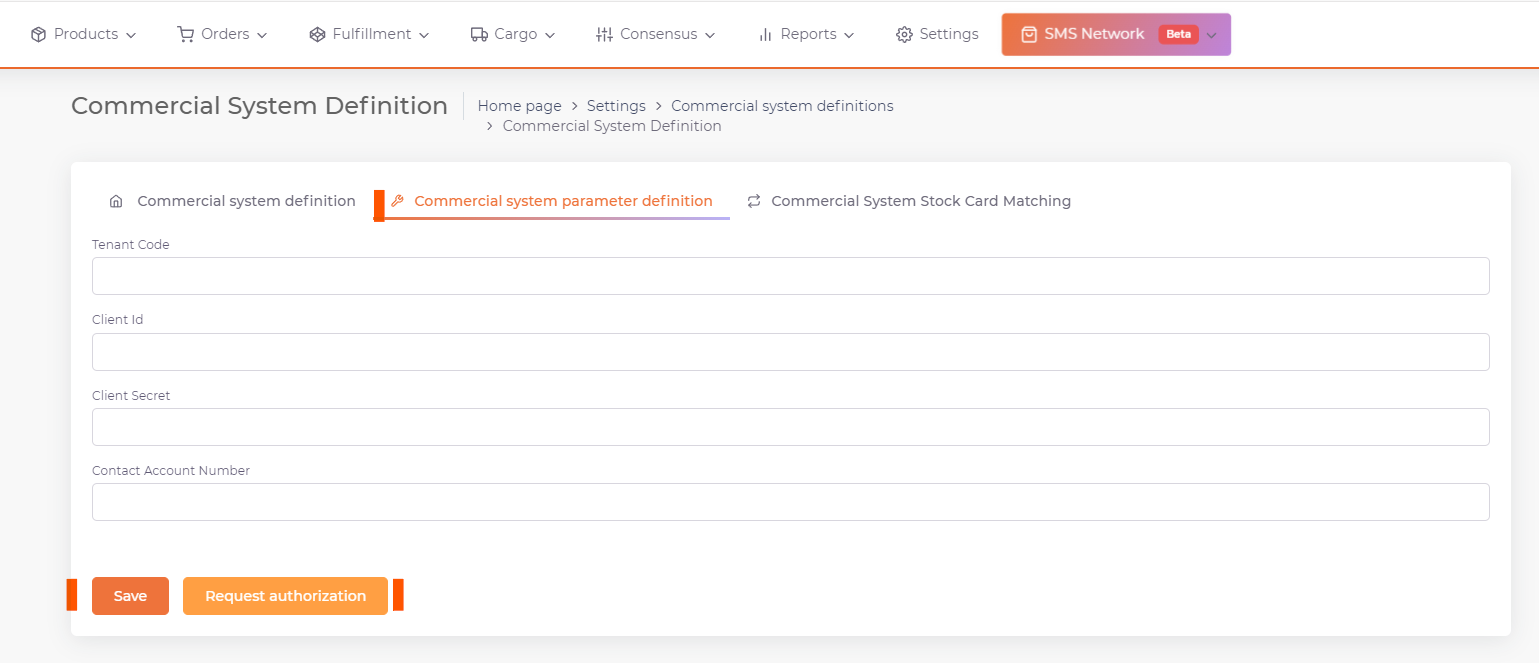 Products Orders Fulfillment Cargo Consensus Reports Settings SMS Network Beta
Commercial System Definition Home page > Settings > Commercial system definitions
> Commercial System Definition
Commercial system definition Commercial system parameter definition Commercial System Stock Card Matching
Tenant Code
Client Id
Client Secret
Contact Account Number
Save Request authorization